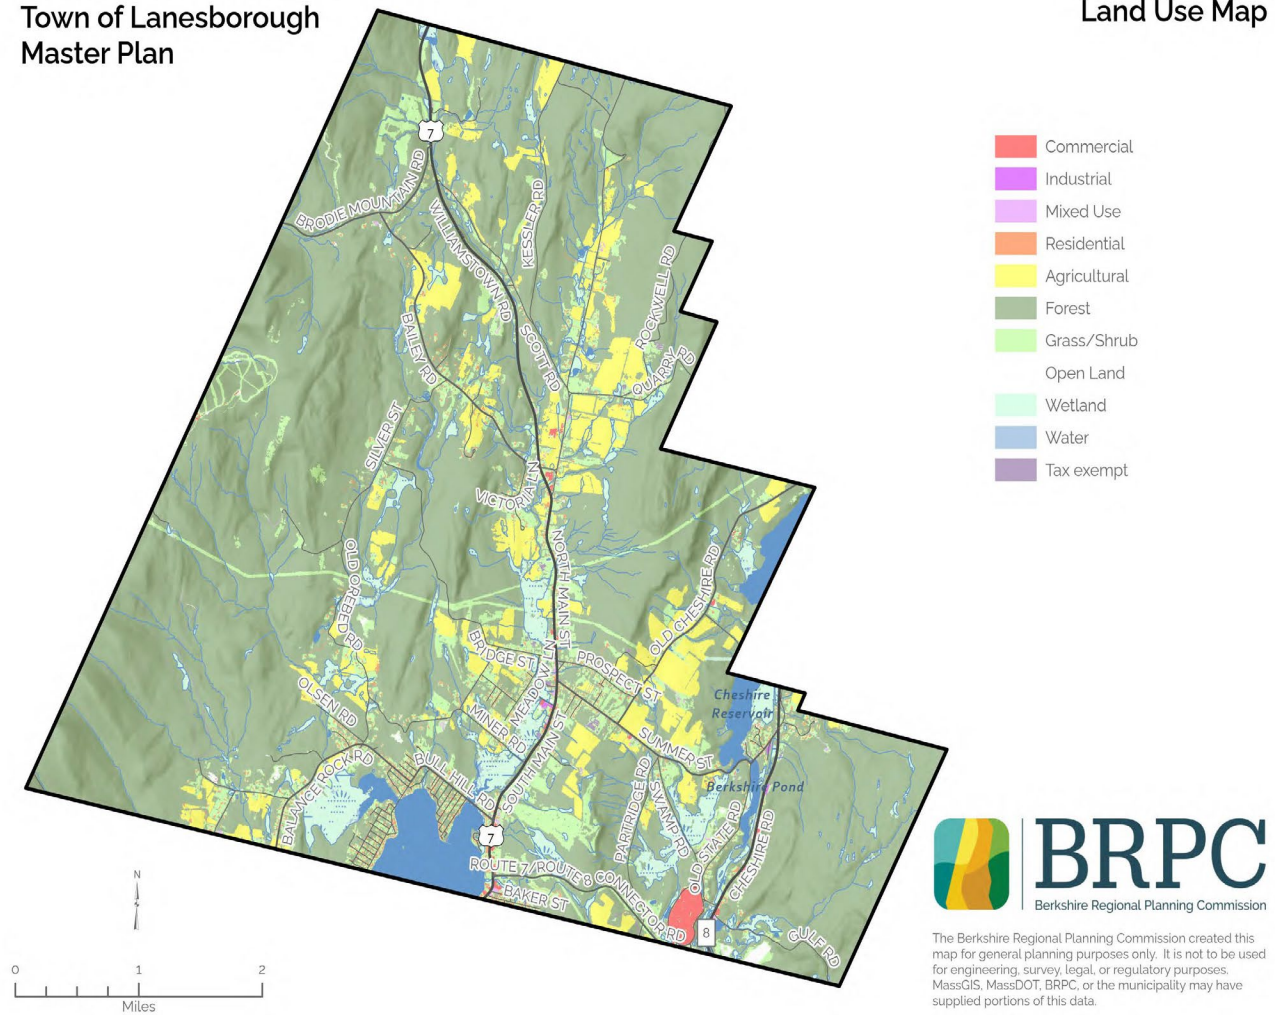 Town of Lanesborough
Master Plan
Land Use Map
Commercial
Industrial
Mixed Use
Residential
Agricultural
Forest
Grass/Shrub
Open Land
Wetland
Water
Tax exempt
7
BRODIE MOUNTAIN RD
WILLIAMSTOWN RD
KESSLER RD
ROCKWELL RD
BAILEY RD
SCOTT RD
QUARRY RD
SILVER ST
VICTORIA LN
NORTH MAIN ST
OLD CHESHIRE RD
OLD OREBED RD
BRIDGE ST
PROSPECT ST
MEADOW LN
OLSEN RD
MINER RD
Cheshire
Reservoir
SUMMER ST
BULL HILL RD
SOUTH MAIN ST
BALANCE ROCK RD
PARTRIDGE RD
SWAMP RD
Berkshire Pond
OLD STATE RD
CHESHIRE RD
7
ROUTE 7/ROUTE 8 CONNECTOR RD
BAKER ST
8
GULF RD
N
0 1 2
Miles
BRPC
Berkshire Regional Planning Commission
The Berkshire Regional Planning Commission created this
map for general planning purposes only. It is not to be used
for engineering, survey, legal, or regulatory purposes.
MassGIS, MassDOT, BRPC, or the municipality may have
supplied portions of this data.